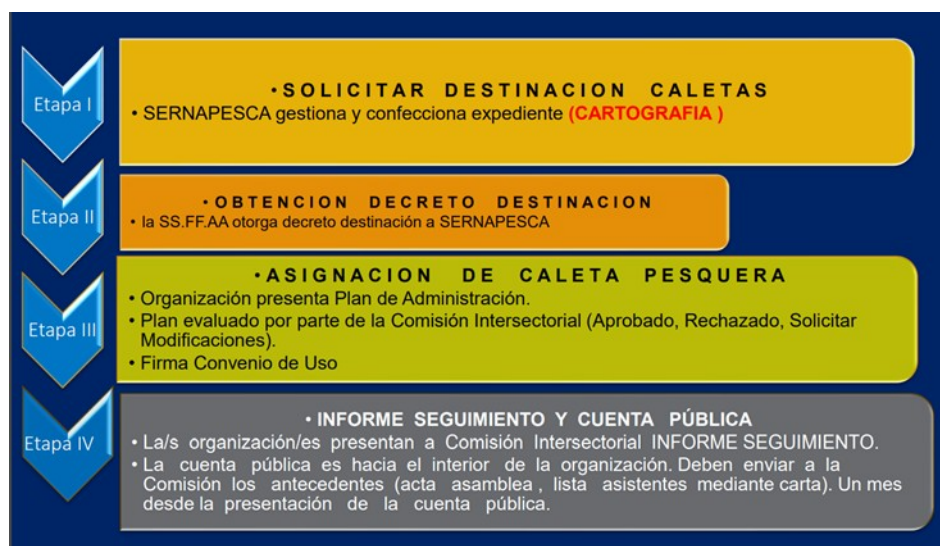 Etapa I
• SOLICITAR DESTINACION CALETAS
• SERNAPESCA gestiona y confecciona expediente (CARTOGRAFIA )
Etapa II
• OBTENCION DECRETO DESTINACION
• la SS.FF.AA otorga decreto destinación a SERNAPESCA
Etapa III
• ASIGNACION DE CALETA PESQUERA
• Organización presenta Plan de Administración.
• Plan evaluado por parte de la Comisión Intersectorial (Aprobado, Rechazado, Solicitar
Modificaciones).
• Firma Convenio de Uso
Etapa IV
• INFORME SEGUIMIENTO Y CUENTA PÚBLICA
• La/s organización/es presentan a Comisión Intersectorial INFORME SEGUIMIENTO.
• La cuenta pública es hacia el interior de la organización. Deben enviar a la
Comisión los antecedentes (acta asamblea , lista asistentes mediante carta). Un mes
desde la presentación de la cuenta pública.